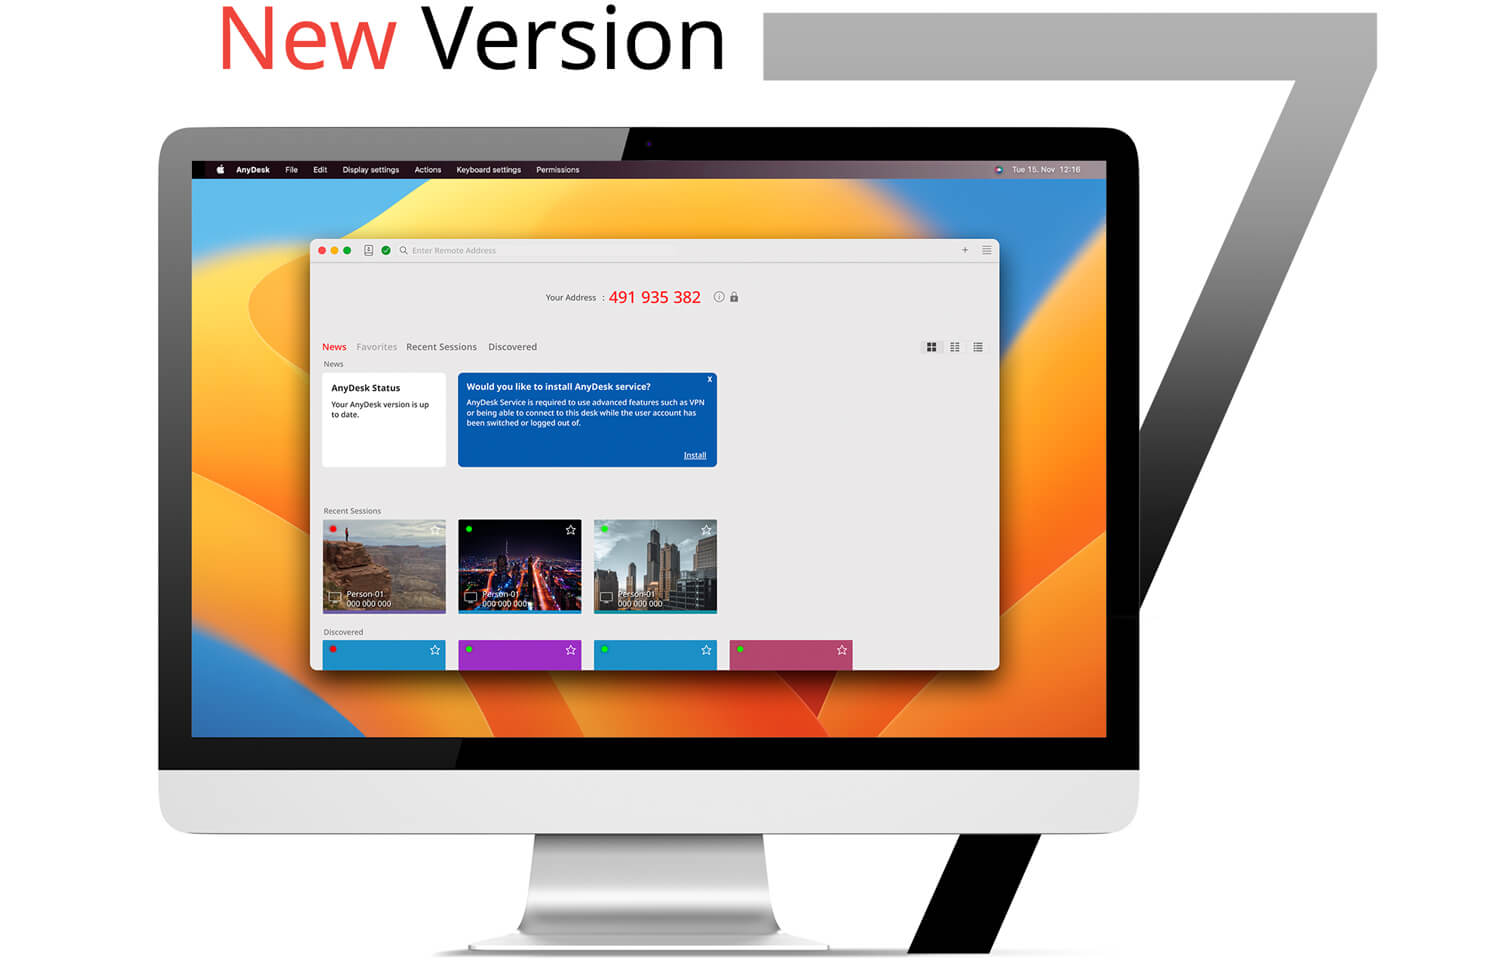 New Version 7
AnyDesk File Edit Display settings Actions Keyboard settings Permissions Tue 15. Nov 12:16
Enter Remote Address
Your Address : 491 935 382
News Favorites Recent Sessions Discovered
News
AnyDesk Status
Your AnyDesk version is up
to date.
Would you like to install AnyDesk service?
X
AnyDesk Service is required to use advanced features such as VPN
or being able to connect to this desk while the user account has
been switched or logged out of.
Install
Recent Sessions
Person-01
000 000 000
Person-01
000 000 000
Person-01
000 000 000
Discovered